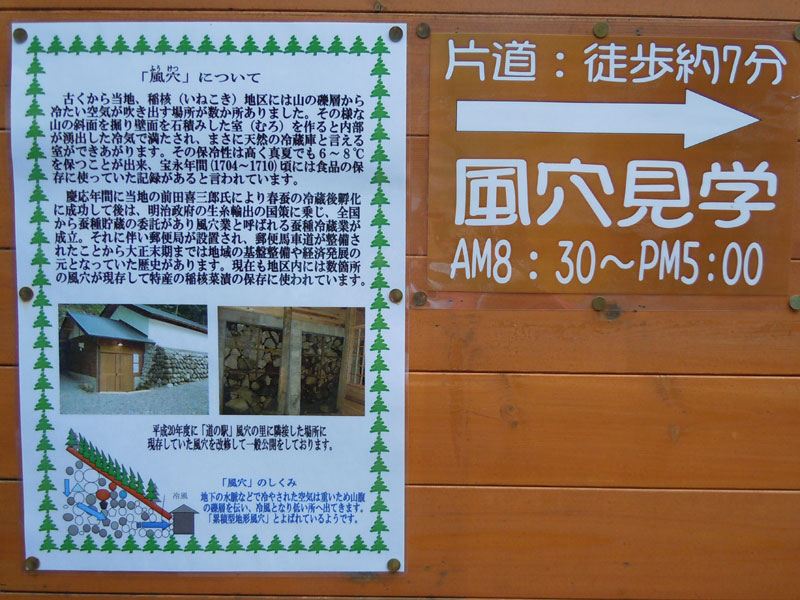 「風穴」について
ようけつ
古くから当地、稲核（いねこき）地区には山の礫層から
冷たい空気が吹き出す場所が数か所ありました。その様な
山の斜面を掘り壁面を石積みした室（むろ）を作ると内部
が湧出した冷気で満たされ、まさに天然の冷蔵庫と言える
室ができあがります。その保冷性は高く真夏でも６～８℃
を保つことが出来、宝永年間(1704～1710)頃には食品の保
存に使っていた記録があると言われています。
慶応年間に当地の前田喜三郎氏により春蚕の冷蔵後孵化
に成功して後は、明治政府の生糸輸出の国策に乗じ、全国
から蚕種貯蔵の委託があり風穴業と呼ばれる蚕種冷蔵業が
成立。それに伴い郵便局が設置され、郵便馬車道が整備さ
れたことから大正末期までは地域の基盤整備や経済発展の
元となっていた歴史があります。現在も地区内には数箇所
の風穴が現存して特産の稲核菜漬の保存に使われています。
平成20年度に「道の駅」風穴の里に隣接した場所に
現存していた風穴を改修して一般公開をしております。
「風穴」のしくみ
冷風
地下の水脈などで冷やされた空気は重いため山腹
の礫層を伝い、冷風となり低い所へ出てきます。
「累積型地形風穴」とよばれているようです。
片道：徒歩約7分
風穴見学
AM8：30～PM5:00